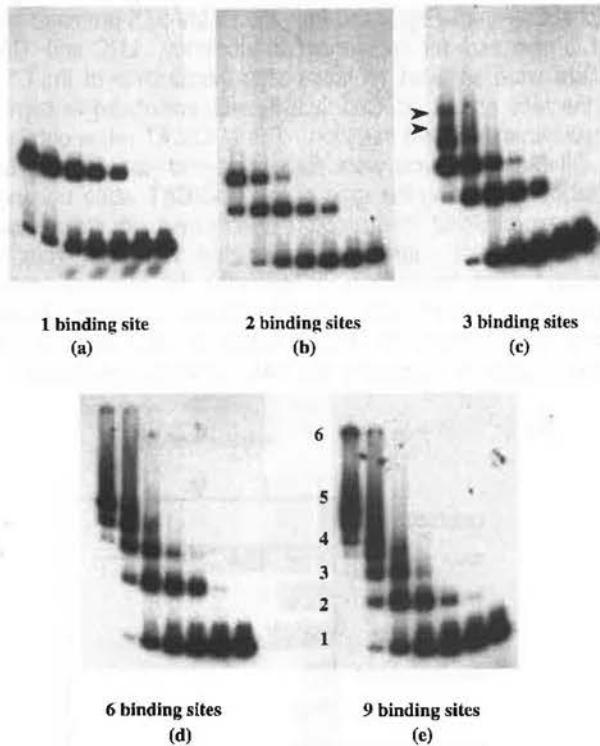 1 binding site
(a)
2 binding sites
(b)
3 binding sites
(c)
6 binding sites
(d)
6
5
4
3
2
1
9 binding sites
(e)